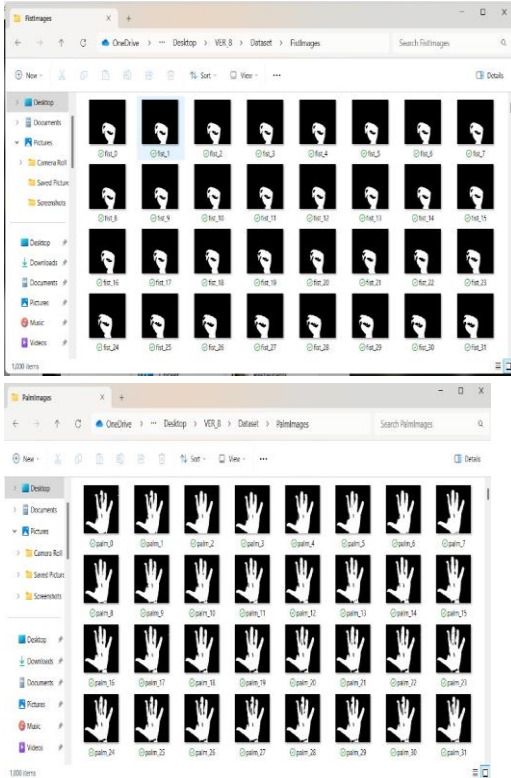 FistImages
OneDrive > Desktop > VER_8 > Dataset > FistImages
Search FistImages
New
Sort
View
Details
Desktop
Documents
Pictures
Camera Roll
Saved Picture
Screenshots
Desktop
Downloads
Documents
Pictures
Music
Videos
fist_0 fist_1 fist_2 fist_3 fist_4 fist_5 fist_6 fist_7
fist_8 fist_9 fist_10 fist_11 fist_12 fist_13 fist_14 fist_15
fist_16 fist_17 fist_18 fist_19 fist_20 fist_21 fist_22 fist_23
fist_24 fist_25 fist_26 fist_27 fist_28 fist_29 fist_30 fist_31
1,000 items
PalmImages
OneDrive > Desktop > VER_8 > Dataset > PalmImages
Search PalmImages
New
Sort
View
Details
Desktop
Documents
Pictures
Camera Roll
Saved Picture
Screenshots
Desktop
Downloads
Documents
Pictures
Music
Videos
palm_0 palm_1 palm_2 palm_3 palm_4 palm_5 palm_6 palm_7
palm_8 palm_9 palm_10 palm_11 palm_12 palm_13 palm_14 palm_15
palm_16 palm_17 palm_18 palm_19 palm_20 palm_21 palm_22 palm_23
palm_24 palm_25 palm_26 palm_27 palm_28 palm_29 palm_30 palm_31
1,000 items